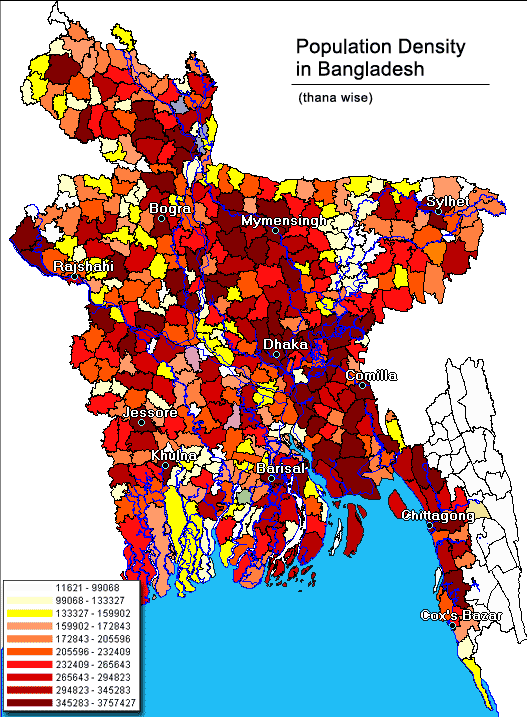 Population Density
in Bangladesh
(thana wise)
Bogra
Mymensingh
Sylhet
Rajshahi
Dhaka
Comilla
Jessore
Khulna
Barisal
Chittagong
Cox's Bazar
11621 - 99068
99068 - 133327
133327 - 159902
159902 - 172843
172843 - 205596
205596 - 232409
232409 - 265643
265643 - 294823
294823 - 345283
345283 - 3757427